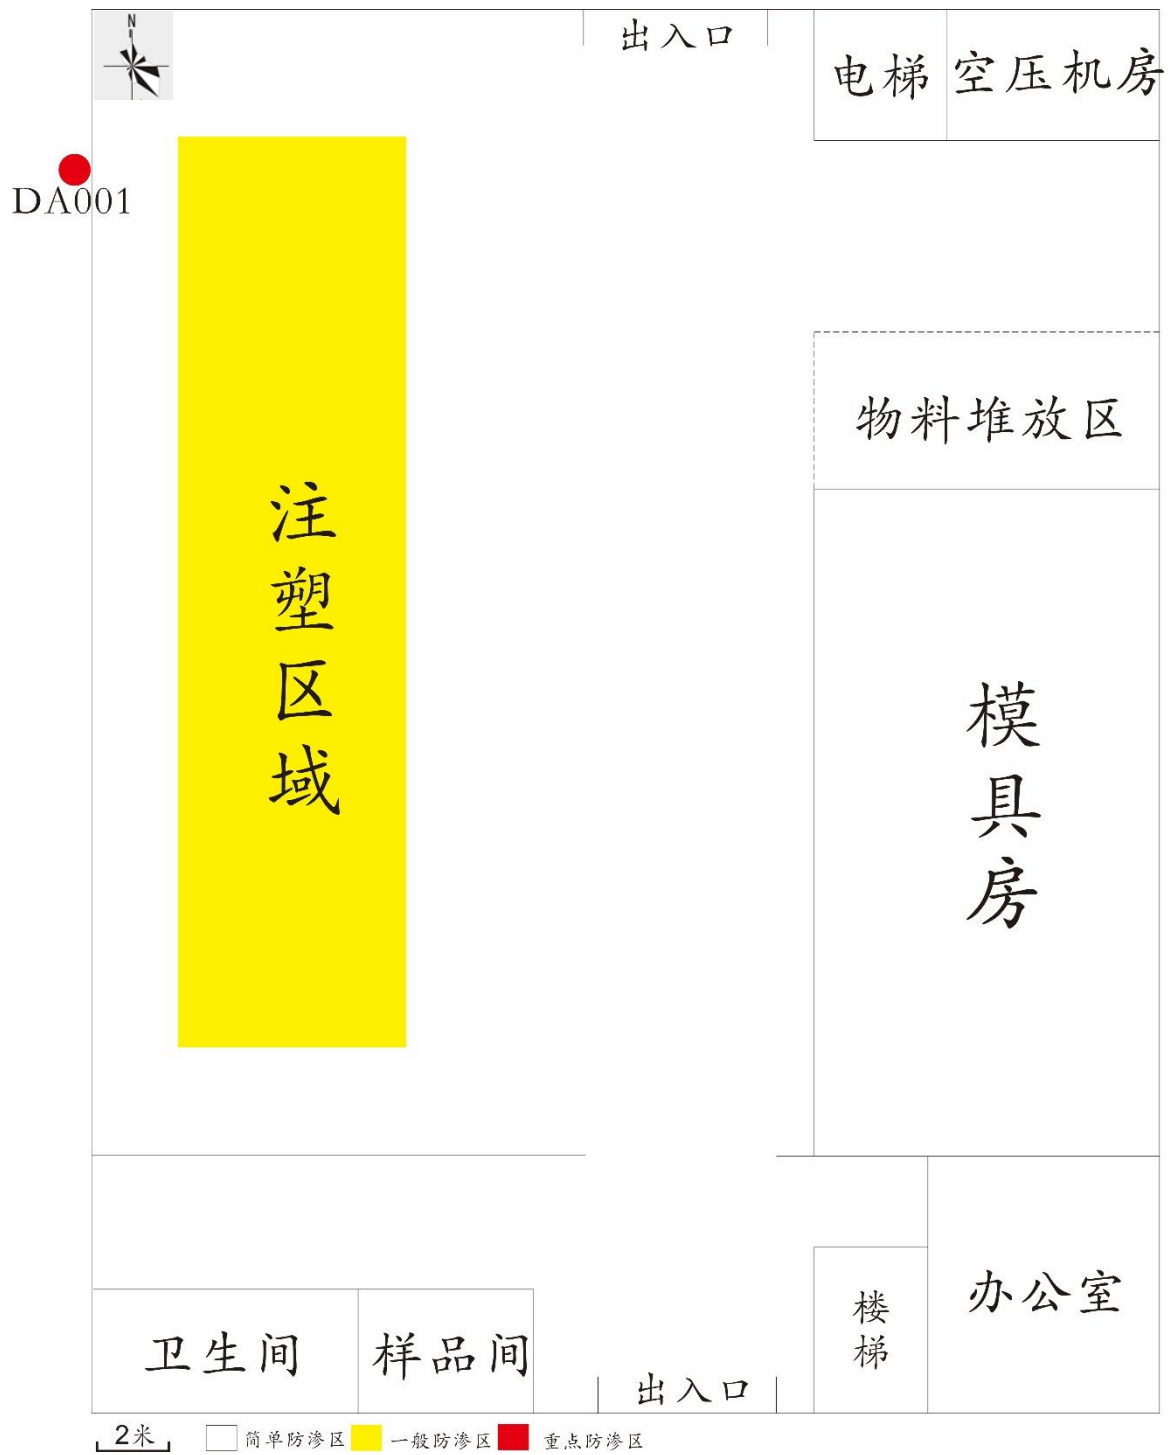 N
出入口
电梯
空压机房
DA001
物料堆放区
注塑区域
模具房
办公室
楼梯
卫生间
样品间
出入口
2米
简单防渗区
一般防渗区
重点防渗区